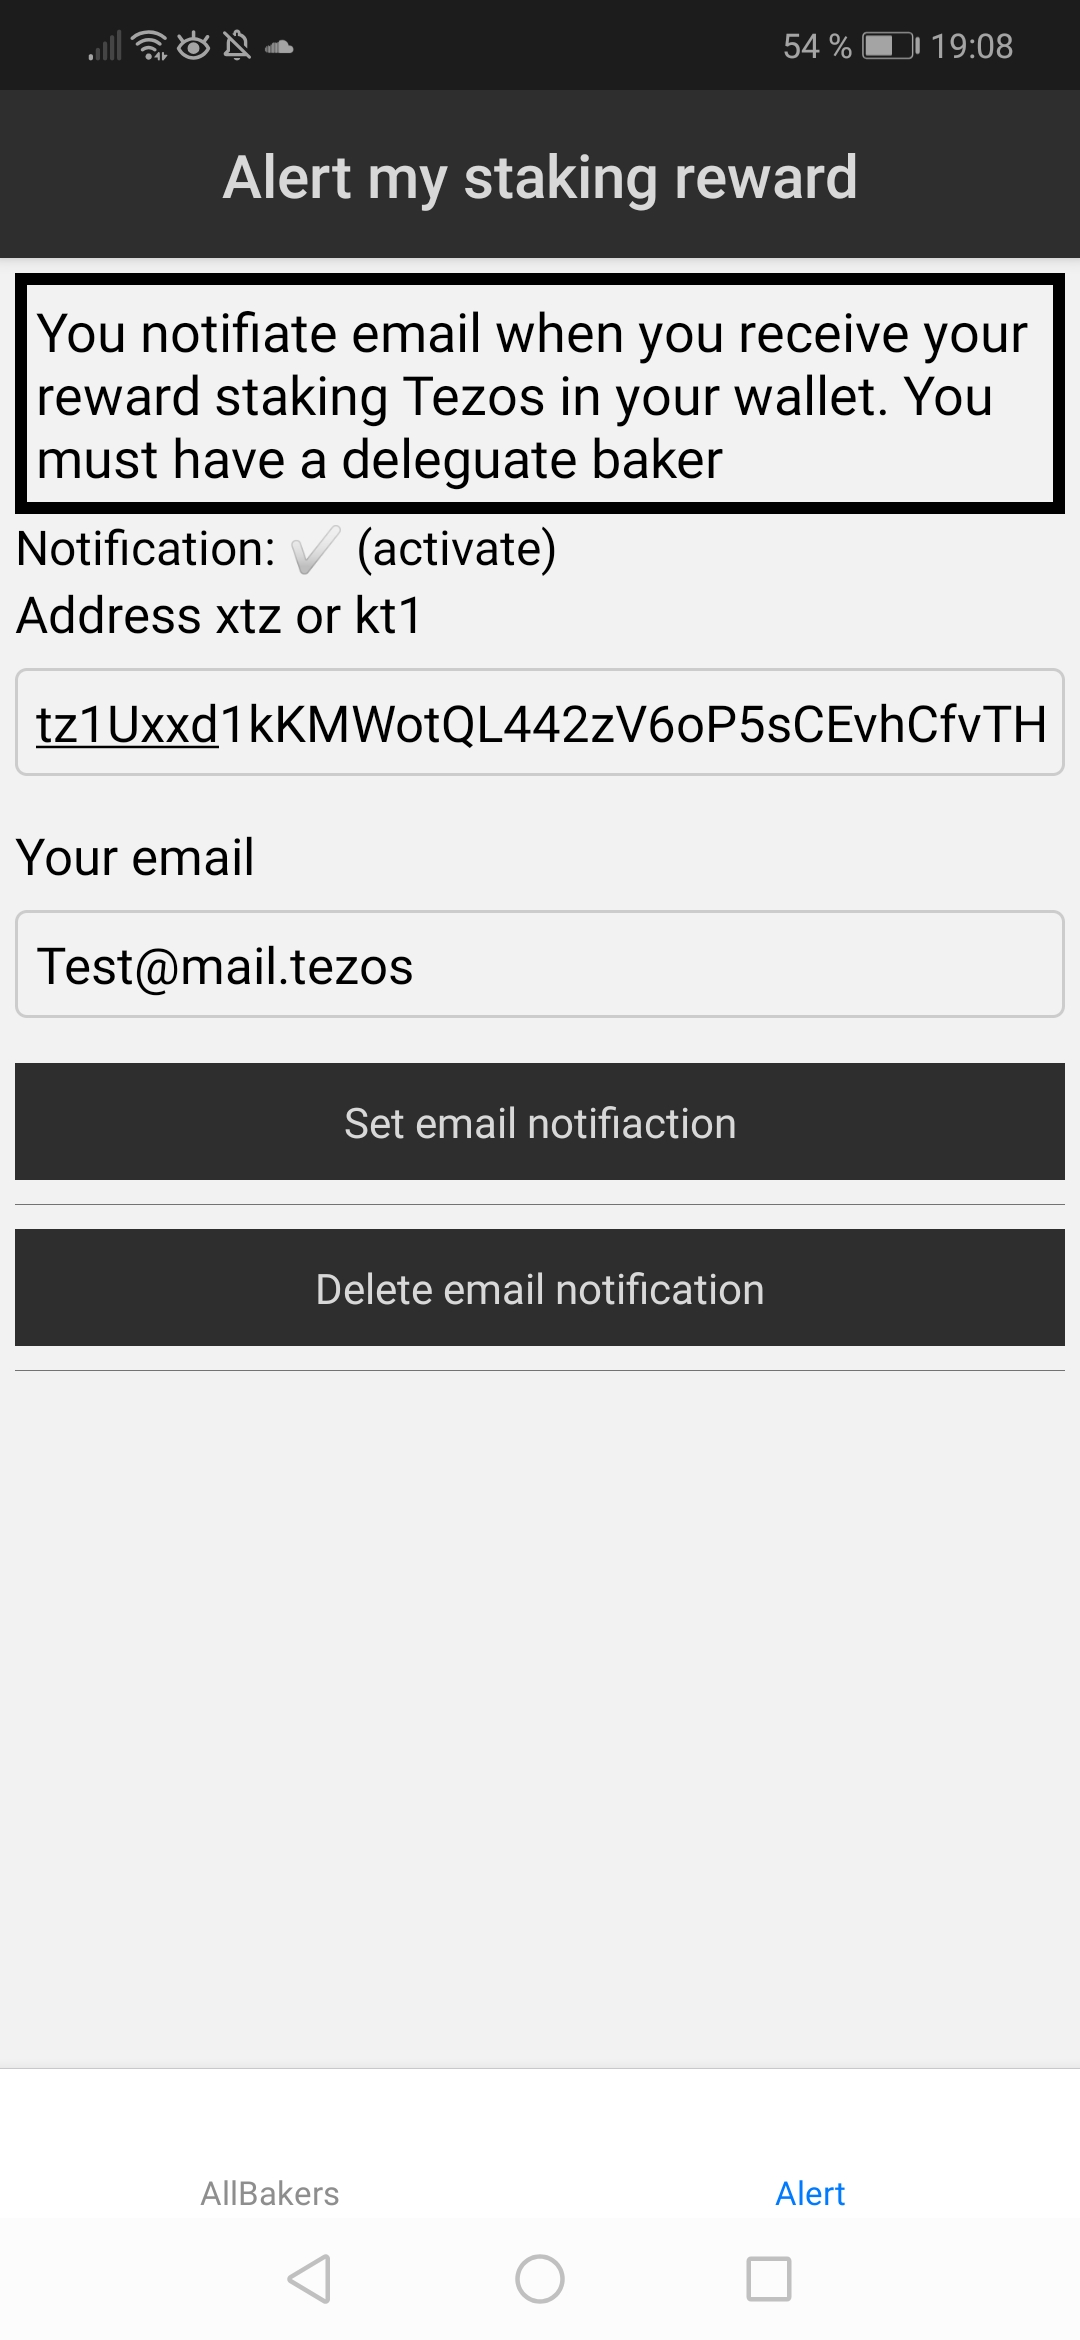 54 % 19:08
Alert my staking reward
You notifiate email when you receive your
reward staking Tezos in your wallet. You
must have a deleguate baker
Notification: ✔ (activate)
Address xtz or kt1
tz1Uxxd1kKMWotQL442zV6oP5sCEvhCfvTH
Your email
Test@mail.tezos
Set email notifiaction
Delete email notification
AllBakers Alert